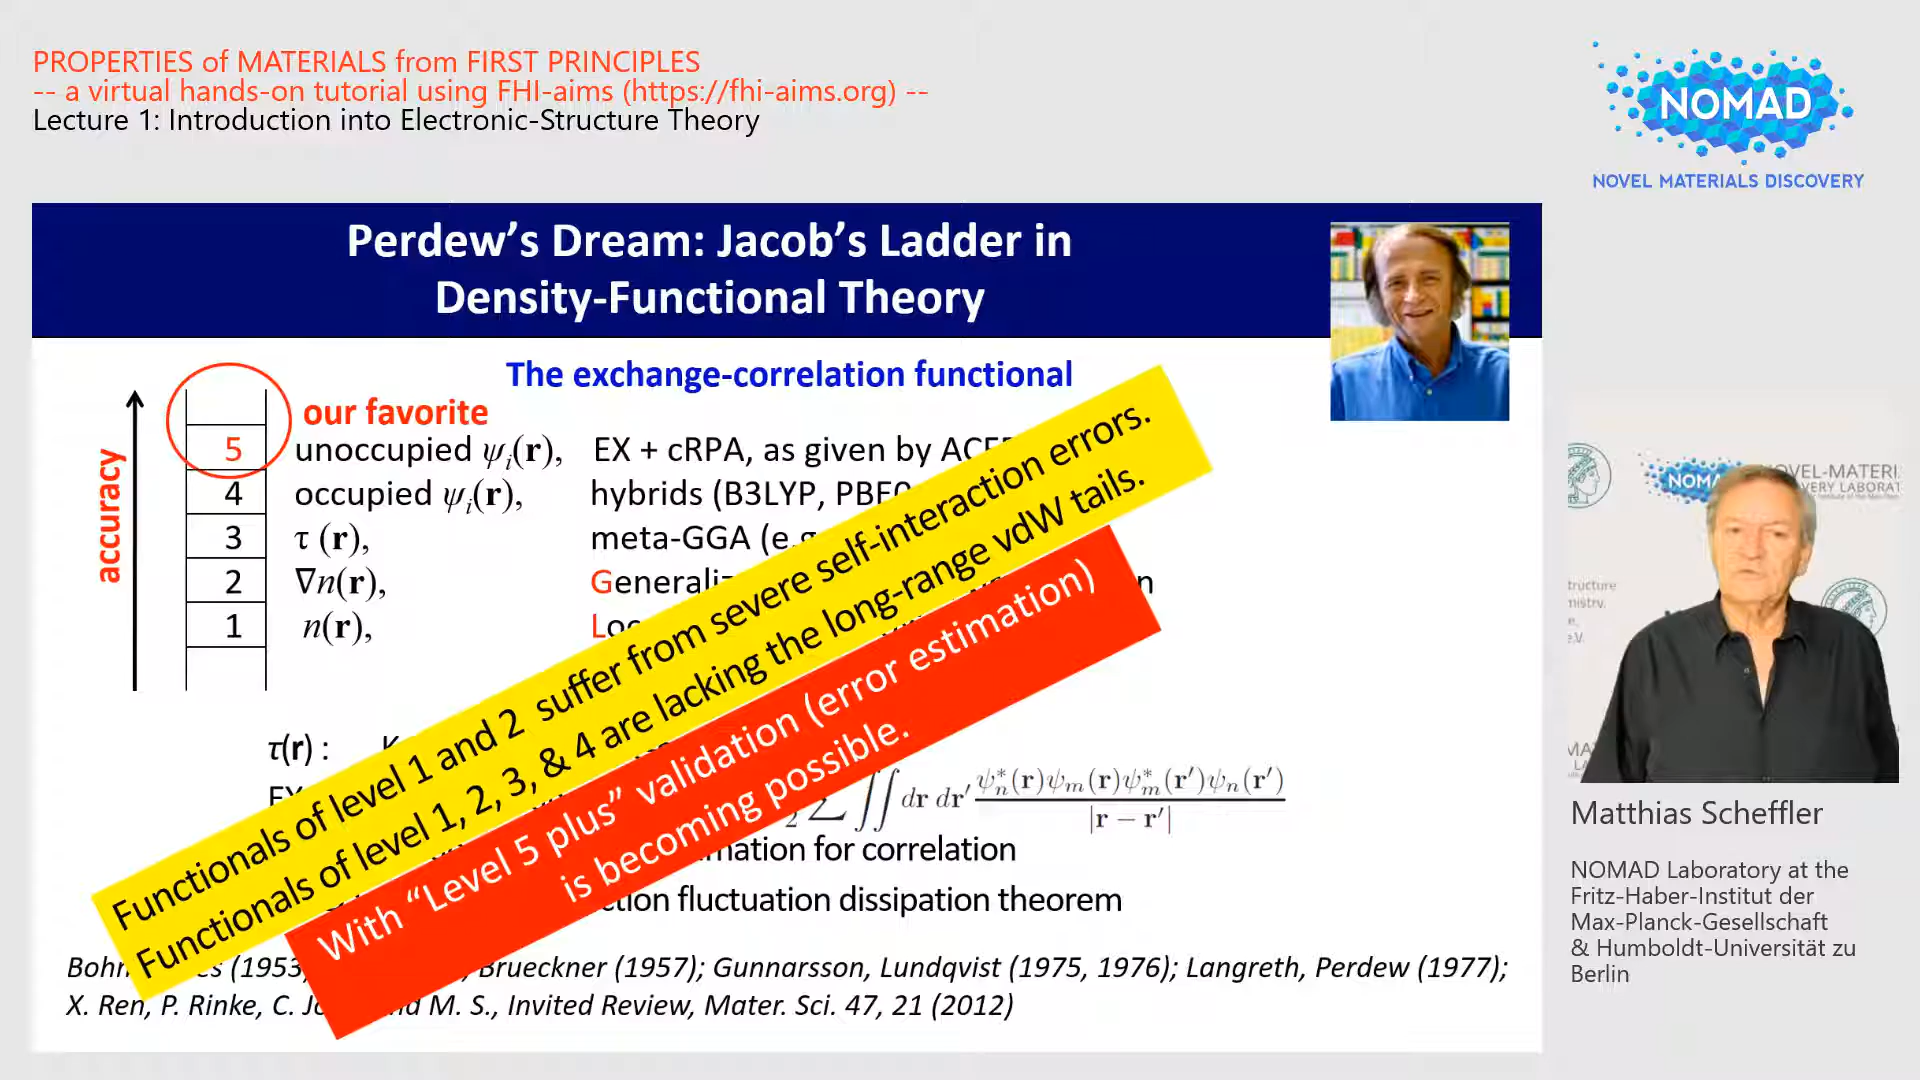 PROPERTIES of MATERIALS from FIRST PRINCIPLES
-- a virtual hands-on tutorial using FHI-aims (https://fhi-aims.org) --
Lecture 1: Introduction into Electronic-Structure Theory
NOMAD
NOVEL MATERIALS DISCOVERY
Perdew's Dream: Jacob's Ladder in
Density-Functional Theory
The exchange-correlation functional
accuracy
our favorite
5 unoccupied ψi(r), EX + cRPA, as given by
4 occupied ψi(r), hybrids (B3LYP,
3 τ (r), meta-GGA
2 ∇n(r),
1 n(r),
Functionals of level 1 and 2 suffer from severe self-interaction errors.
Functionals of level 1, 2, 3, & 4 are lacking the long-range vdW tails.
With “Level 5 plus” validation (error estimation)
is becoming possible.
τ(r) :
∬ dr dr′ ψ*n(r)ψm(r)ψ*m(r′)ψn(r′) / |r − r′|
for correlation
fluctuation dissipation theorem
(1953) Brueckner (1957); Gunnarsson, Lundqvist (1975, 1976); Langreth, Perdew (1977);
X. Ren, P. Rinke, C. M. S., Invited Review, Mater. Sci. 47, 21 (2012)
Matthias Scheffler
NOMAD Laboratory at the
Fritz-Haber-Institut der
Max-Planck-Gesellschaft
& Humboldt-Universität zu
Berlin